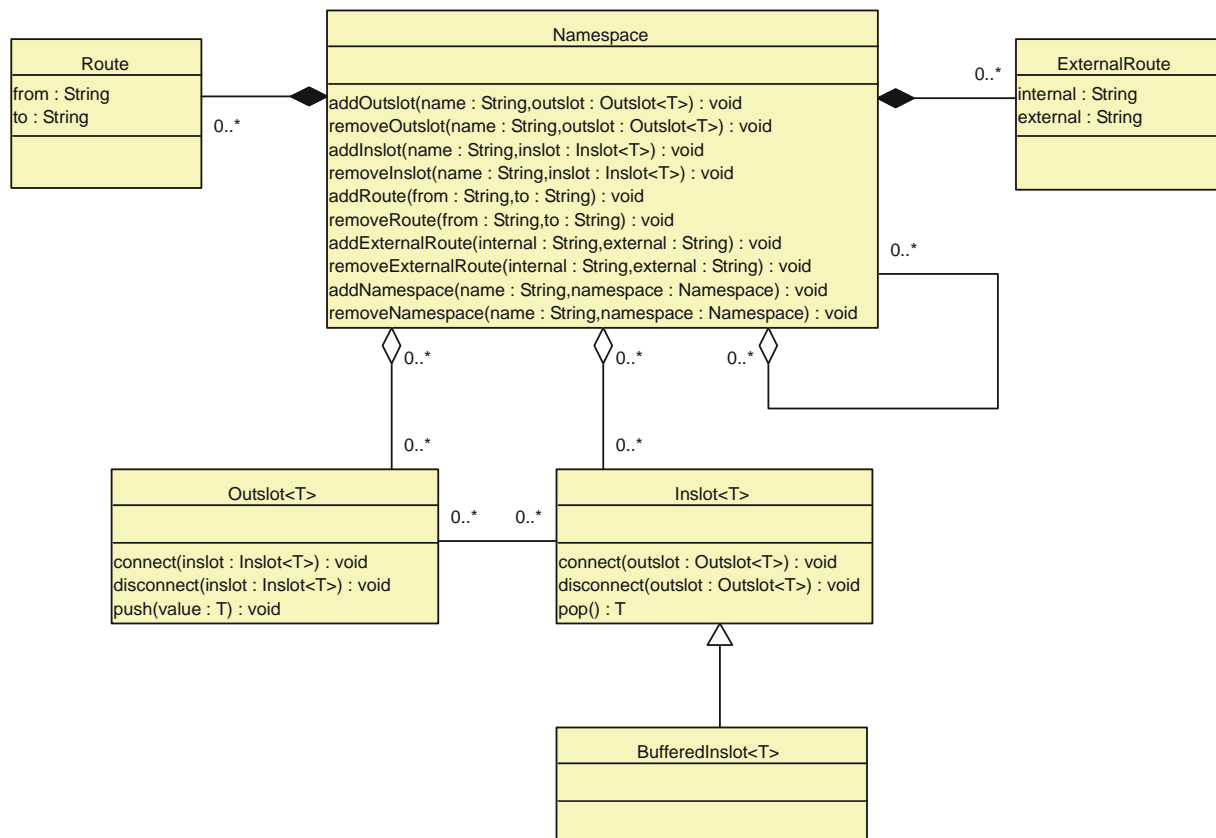 Namespace
addOutslot(name : String,outslot : Outslot<T>) : void
removeOutslot(name : String,outslot : Outslot<T>) : void
addInslot(name : String,inslot : Inslot<T>) : void
removeInslot(name : String,inslot : Inslot<T>) : void
addRoute(from : String,to : String) : void
removeRoute(from : String,to : String) : void
addExternalRoute(internal : String,external : String) : void
removeExternalRoute(internal : String,external : String) : void
addNamespace(name : String,namespace : Namespace) : void
removeNamespace(name : String,namespace : Namespace) : void
Route
from : String
to : String
0..*
0..*
ExternalRoute
internal : String
external : String
0..*
0..*
0..*
0..*
0..*
0..*
Outslot<T>
connect(inslot : Inslot<T>) : void
disconnect(inslot : Inslot<T>) : void
push(value : T) : void
0..*
0..*
Inslot<T>
connect(outslot : Outslot<T>) : void
disconnect(outslot : Outslot<T>) : void
pop() : T
BufferedInslot<T>